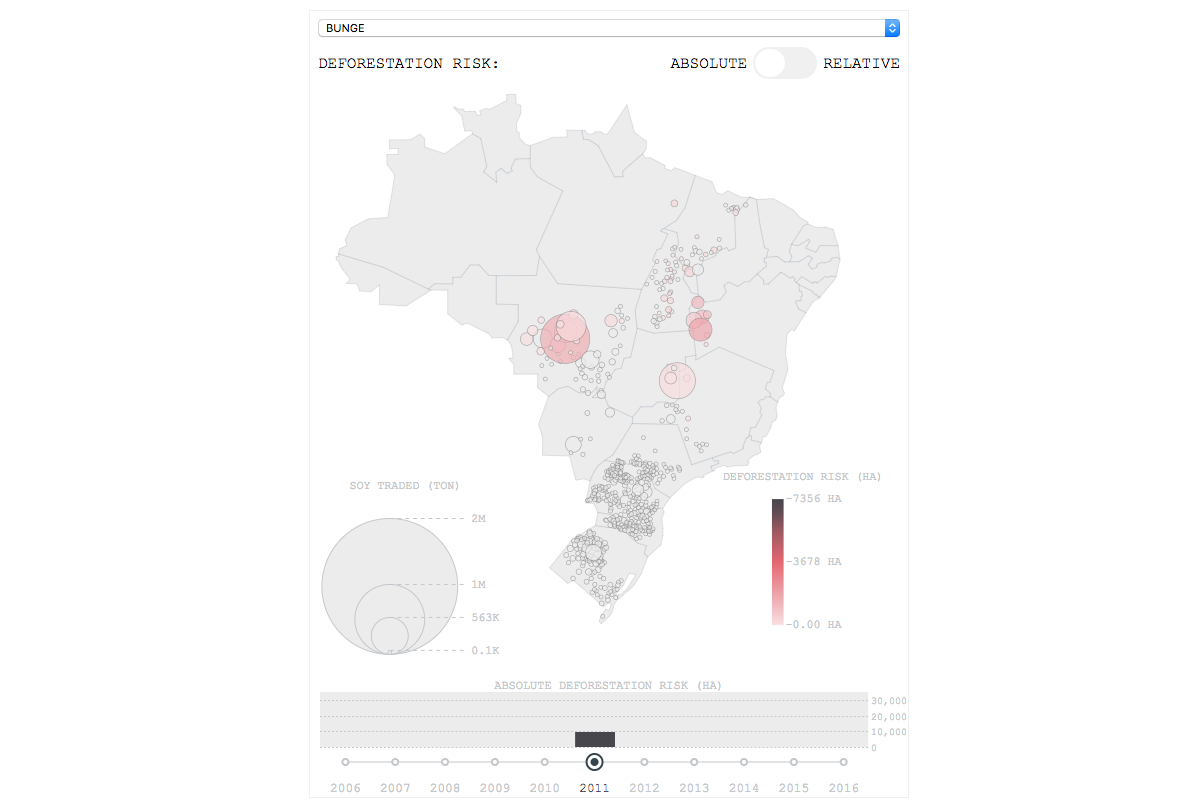 BUNGE
DEFORESTATION RISK: ABSOLUTE RELATIVE
DEFORESTATION RISK (HA)
7356 HA
3678 HA
0.00 HA
SOY TRADED (TON)
2M
1M
563K
0.1K
ABSOLUTE DEFORESTATION RISK (HA)
30,000
20,000
10,000
0
2006 2007 2008 2009 2010 2011 2012 2013 2014 2015 2016